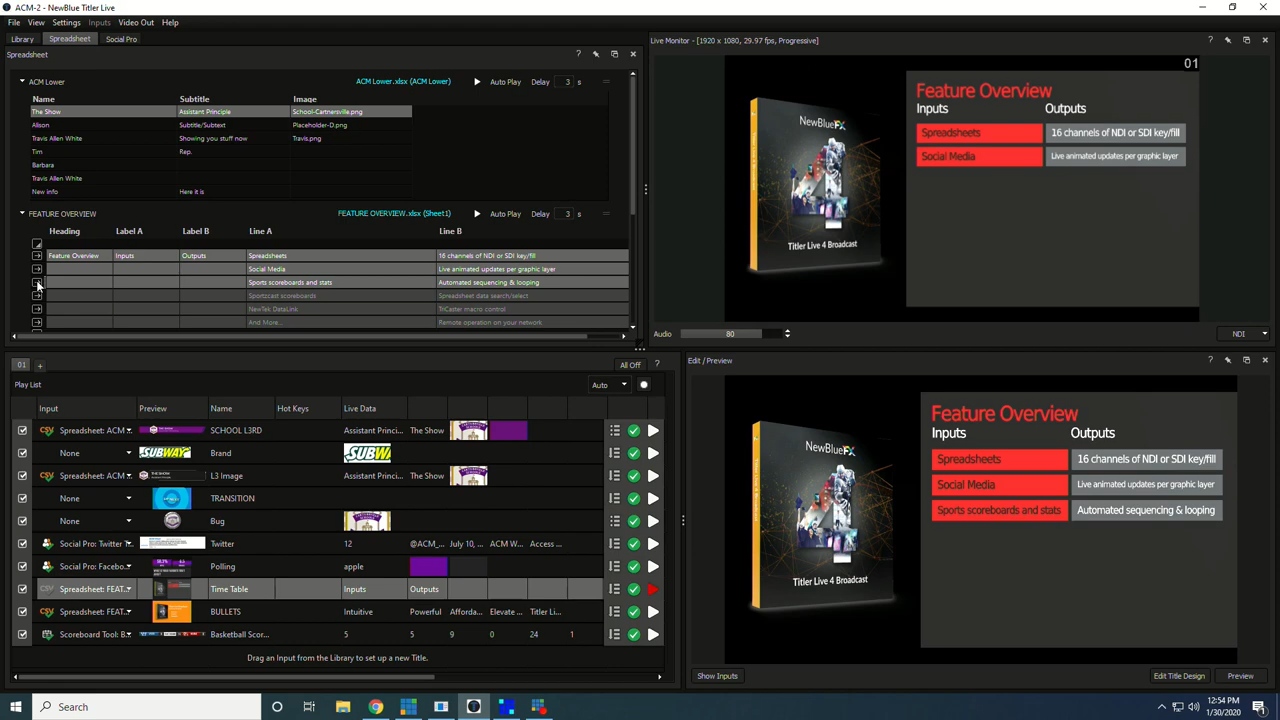 ACM-2 - NewBlue Titler Live
File View Settings Inputs Video Out Help
Library Spreadsheet Social Pro
Spreadsheet ?
ACM Lower ACM Lower.xlsx (ACM Lower) Auto Play Delay 3 s
Name Subtitle Image
The Show Assistant Principle School-Cartnersville.png
Alison Subtitle/Subtext Placeholder-D.png
Travis Allen White Showing you stuff now Travis.png
Tim Rep.
Barbara
Travis Allen White
New info Here it is
FEATURE OVERVIEW FEATURE OVERVIEW.xlsx (Sheet1) Auto Play Delay 3 s
Heading Label A Label B Line A Line B
Feature Overview Inputs Outputs Spreadsheets 16 channels of NDI or SDI key/fill
Social Media Live animated updates per graphic layer
Sports scoreboards and stats Automated sequencing & looping
Sportzcast scoreboards Spreadsheet data search/select
NewTek DataLink TriCaster macro control
And More... Remote operation on your network
Live Monitor - [1920 x 1080, 29.97 fps, Progressive] ?
01
Feature Overview
Inputs Outputs
Spreadsheets 16 channels of NDI or SDI key/fill
Social Media Live animated updates per graphic layer
NewBlueFX
4
Titler Live 4 Broadcast
Audio 80 NDI
01 + All Off ?
Play List Auto
Input Preview Name Hot Keys Live Data
CSV Spreadsheet: ACM SCHOOL L3RD Assistant Princi... The Show
None SUBWAY Brand SUBW
CSV Spreadsheet: ACM THE SHOW L3 Image Assistant Princi... The Show
None TRANSITION
None Bug
Social Pro: Twitter Twitter 12 @ACM_... July 10, ... ACM W... Access ...
Social Pro: Facebo... Polling apple
CSV Spreadsheet: FEAT... Time Table Inputs Outputs
CSV Spreadsheet: FEAT... BULLETS Intuitive Powerful Afforda... Elevate ... Titler Li...
Scoreboard Tool: B... Basketball Scor... 5 5 9 0 24 1
Drag an Input from the Library to set up a new Title.
Edit / Preview ?
Feature Overview
Inputs Outputs
Spreadsheets 16 channels of NDI or SDI key/fill
Social Media Live animated updates per graphic layer
Sports scoreboards and stats Automated sequencing & looping
NewBlueFX
4
Titler Live 4 Broadcast
Show Inputs Edit Title Design Preview
Search
12:54 PM
1/30/2020
1